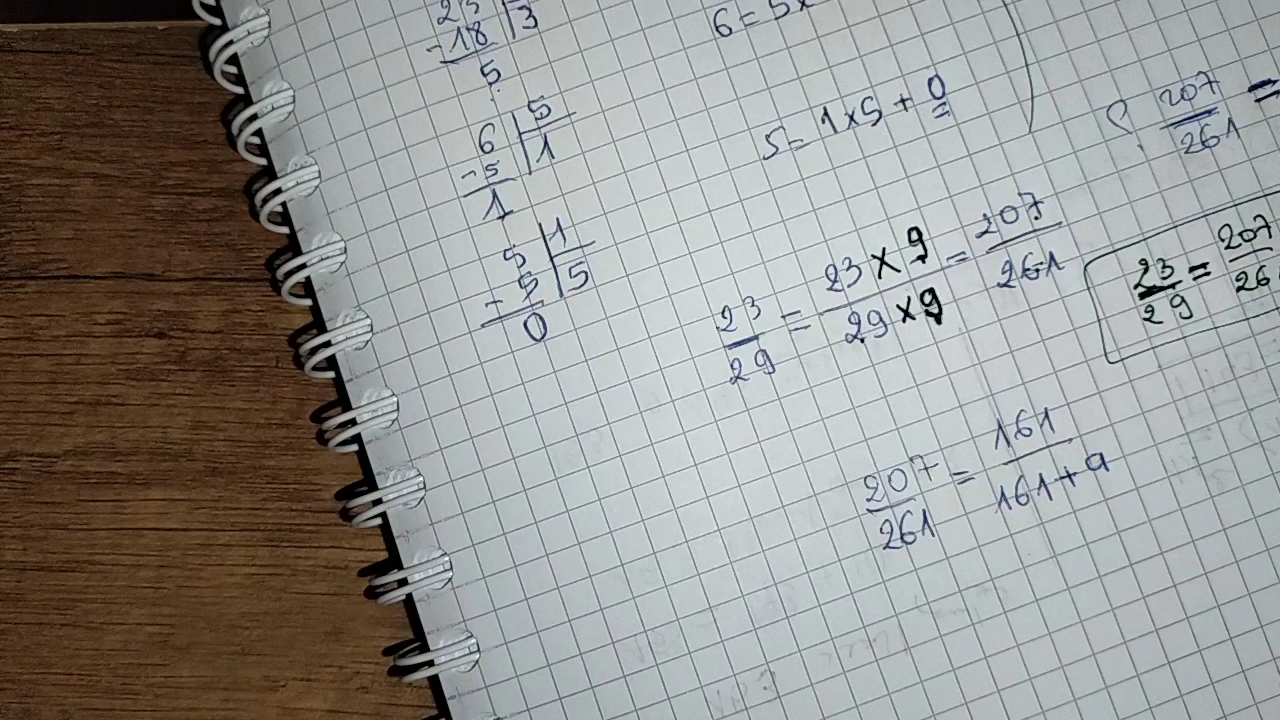 23 | 3
- 18
5
6 = 5x
6 | 5
- 5 | 1
1
5 = 1x5 + 0
207/261 =
5 | 1
- 5 | 5
0
23/29 = 23 x 9 / 29 x 9 = 207/261
23/29 = 207/26
207/261 = 161 / 161 + a